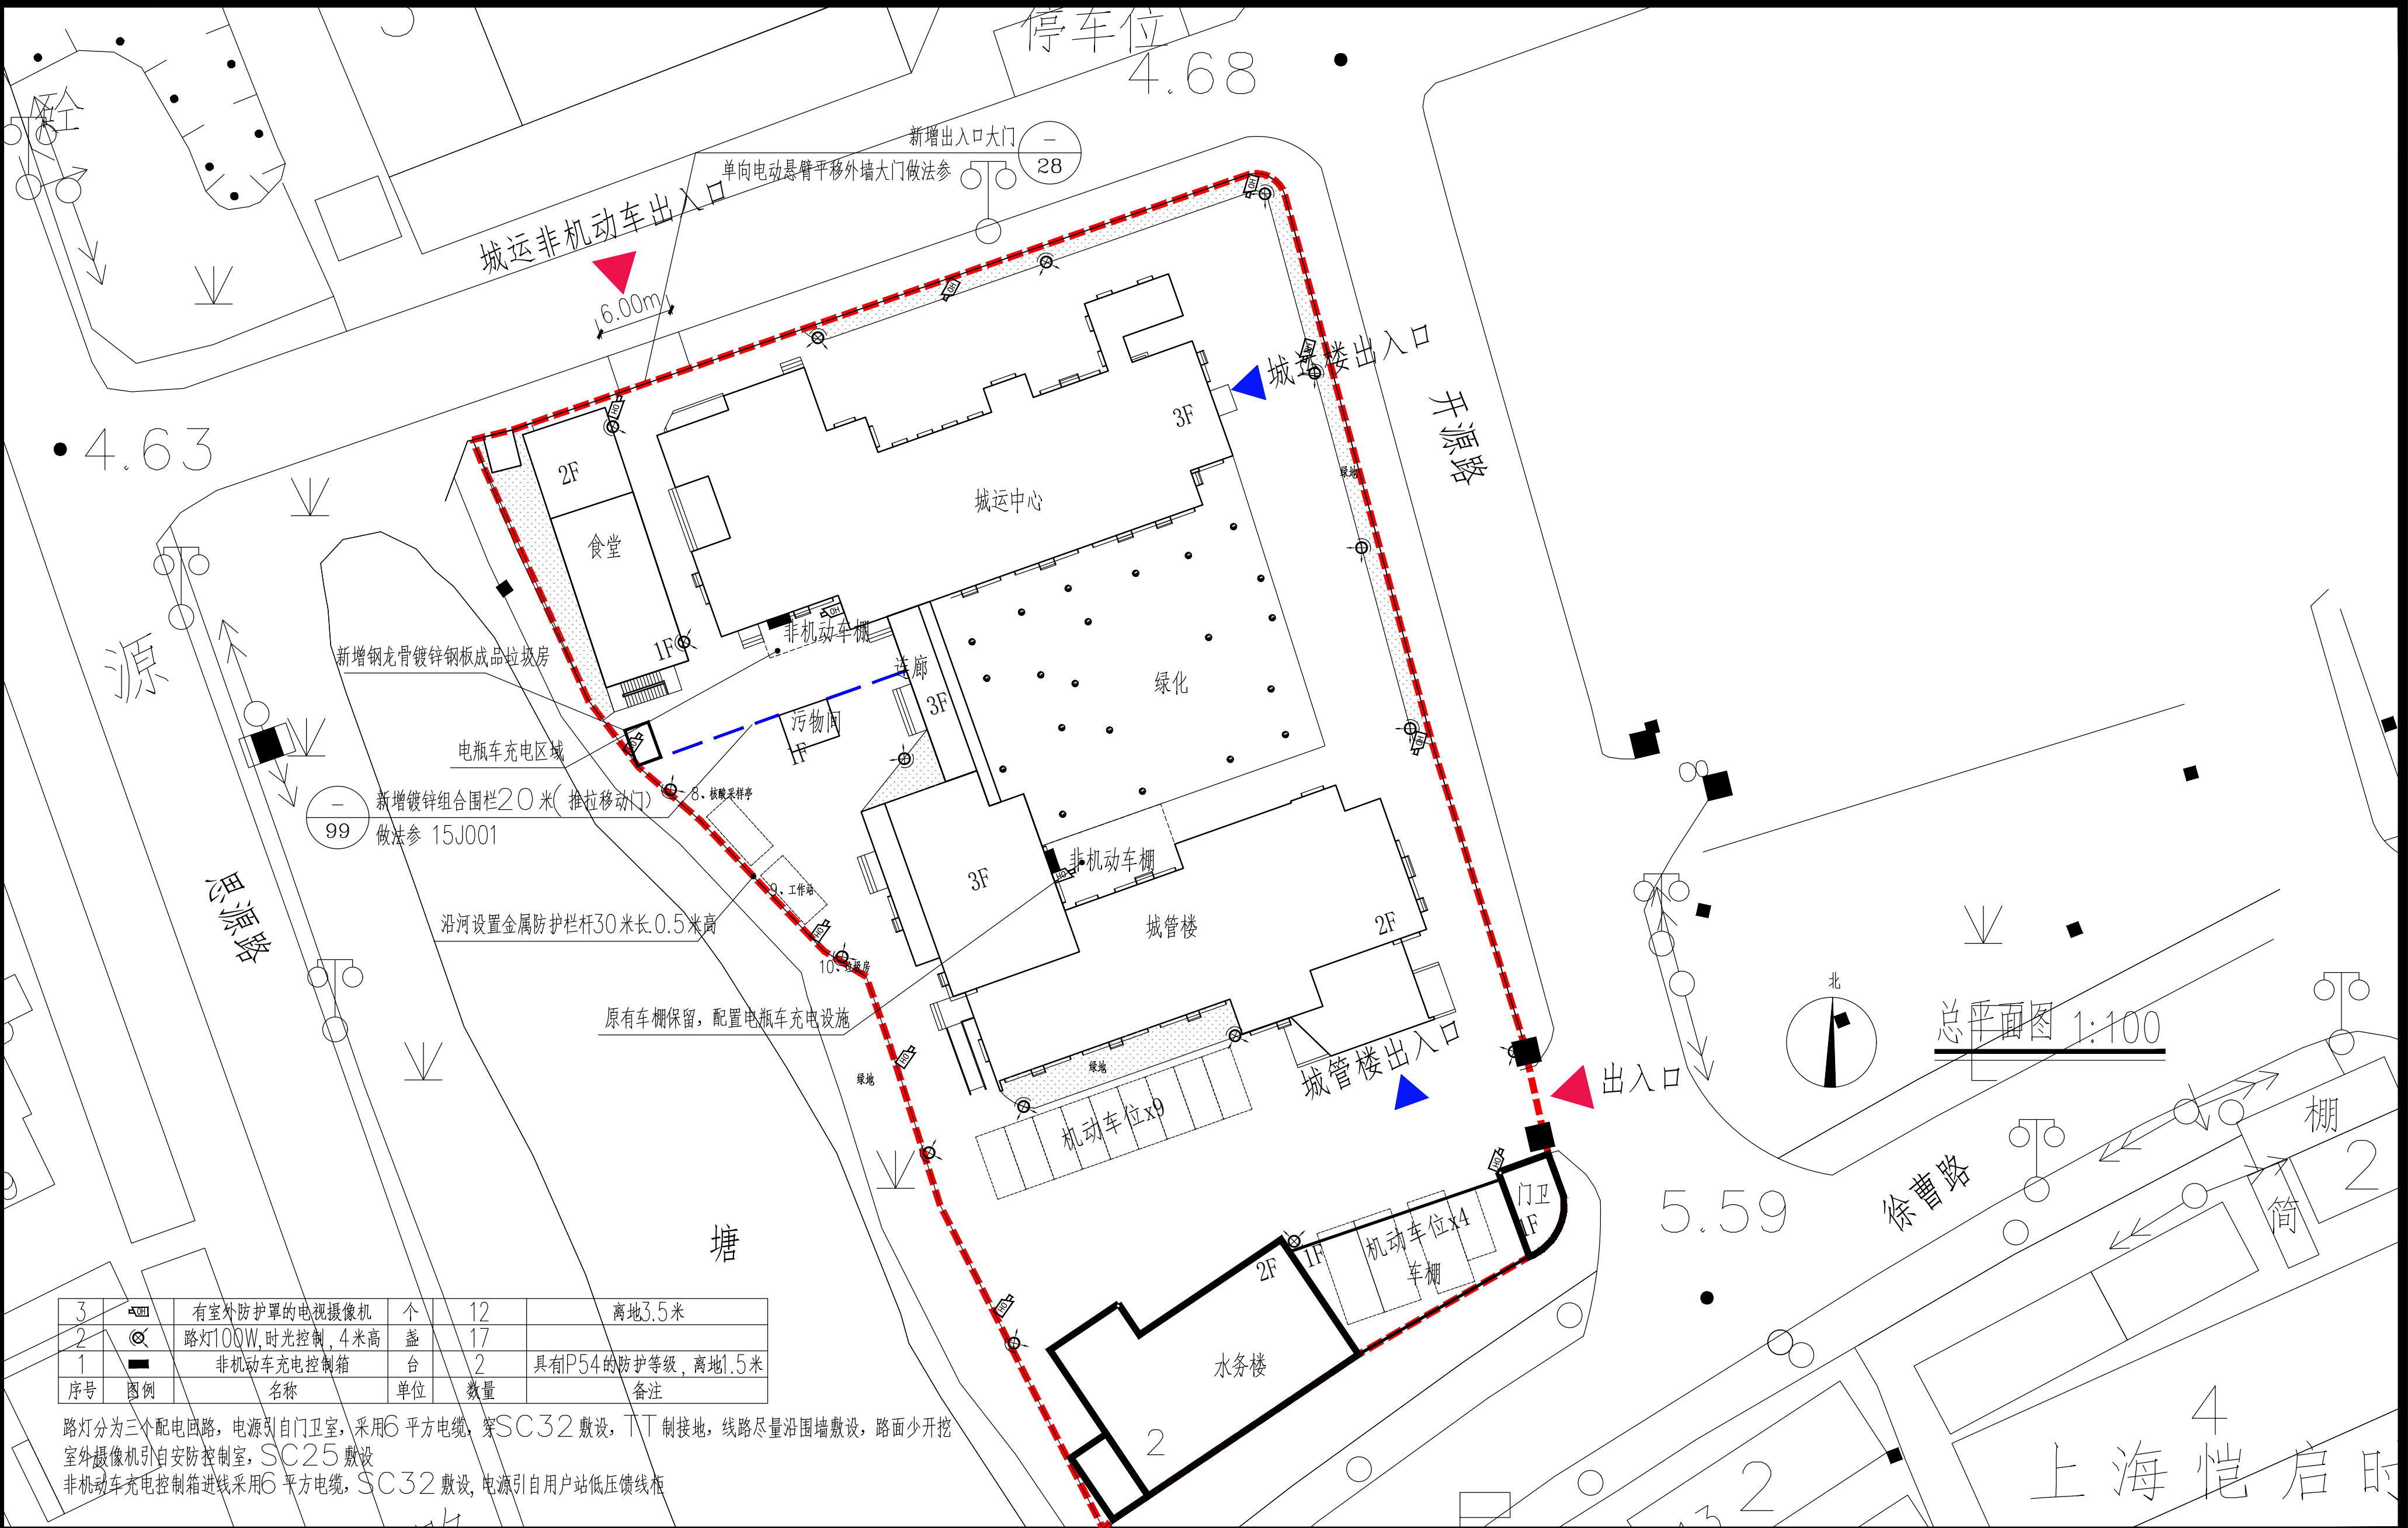 停车位
4.68
砼
新增出入口大门
—
28
单向电动悬臂平移外墙大门做法参
城运非机动车出入口
6.00m
城运楼出入口
开源路
4.63
2F
3F
城运中心
绿地
食堂
源
1F
非机动车棚
新增钢龙骨镀锌钢板成品垃圾房
连廊
3F
绿化
污物间
1F
电瓶车充电区域
8、核酸采样亭
—
99
新增镀锌组合围栏20米(推拉移动门)
做法参 15J001
非机动车棚
3F
9、工作站
思源路
沿河设置金属防护栏杆30米长.0.5米高
城管楼
2F
10、垃圾房
原有车棚保留，配置电瓶车充电设施
北
总平面图 1:100
绿地
绿地
城管楼出入口
出入口
机动车位x9
棚
2
简
门卫
1F
5.59
徐曹路
机动车位x4
车棚
1F
2F
塘
水务楼
2
3 有室外防护罩的电视摄像机 个 12 离地3.5米
2 路灯100W,时光控制,4米高 盏 17
1 非机动车充电控制箱 台 2 具有IP54的防护等级,离地1.5米
序号 图例 名称 单位 数量 备注
路灯分为三个配电回路，电源引自门卫室，采用6平方电缆，穿SC32敷设，TT制接地，线路尽量沿围墙敷设，路面少开挖
室外摄像机引自安防控制室，SC25敷设
非机动车充电控制箱进线采用6平方电缆，SC32敷设,电源引自用户站低压馈线柜
4
上海恺启时
2